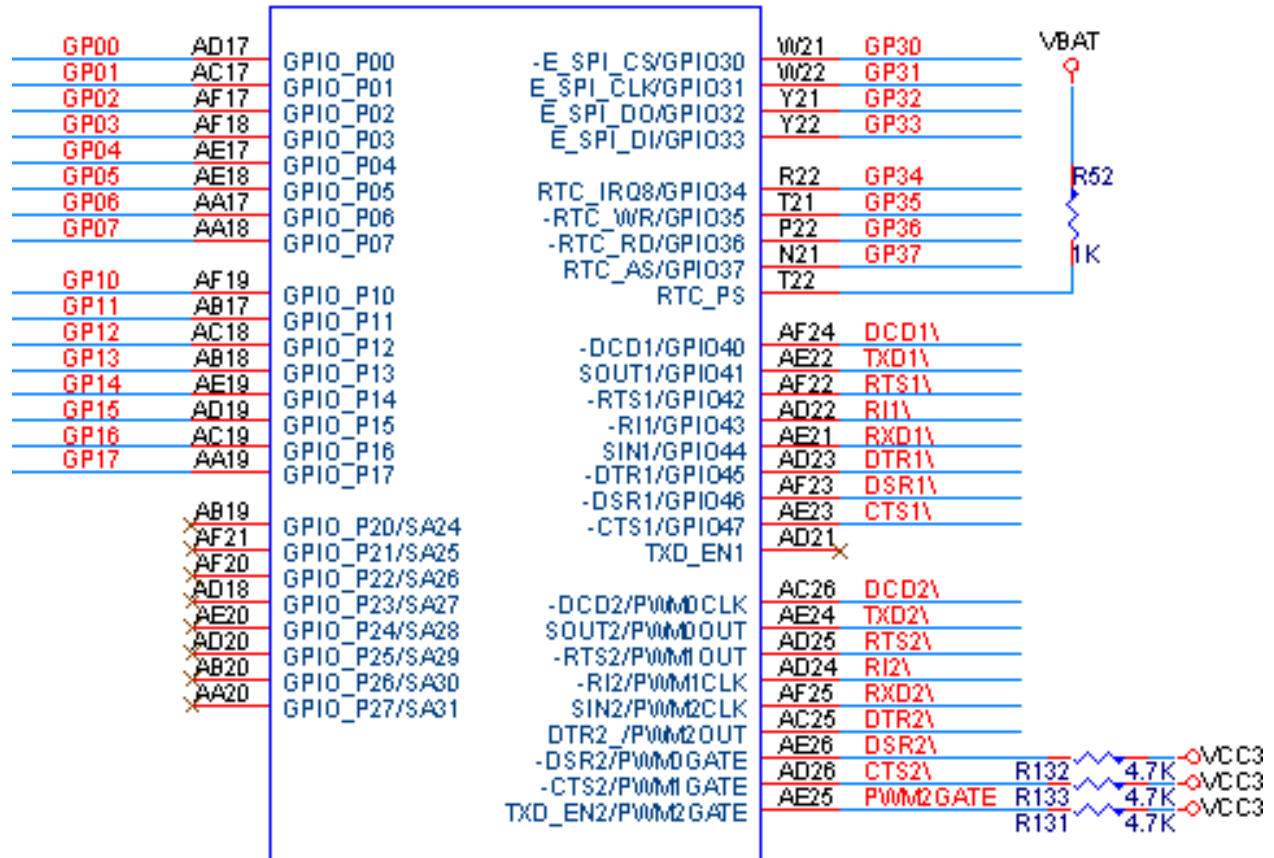 GP00 AD17 GPIO_P00
GP01 AC17 GPIO_P01
GP02 AF17 GPIO_P02
GP03 AF18 GPIO_P03
GP04 AE17 GPIO_P04
GP05 AE18 GPIO_P05
GP06 AA17 GPIO_P06
GP07 AA18 GPIO_P07
GP10 AF19 GPIO_P10
GP11 AB17 GPIO_P11
GP12 AC18 GPIO_P12
GP13 AB18 GPIO_P13
GP14 AE19 GPIO_P14
GP15 AD19 GPIO_P15
GP16 AC19 GPIO_P16
GP17 AA19 GPIO_P17
AB19 GPIO_P20/SA24
AF21 GPIO_P21/SA25
AF20 GPIO_P22/SA26
AD18 GPIO_P23/SA27
AE20 GPIO_P24/SA28
AD20 GPIO_P25/SA29
AB20 GPIO_P26/SA30
AA20 GPIO_P27/SA31
-E_SPI_CS/GPIO30 W21 GP30
E_SPI_CLK/GPIO31 W22 GP31
E_SPI_DO/GPIO32 Y21 GP32
E_SPI_DI/GPIO33 Y22 GP33
RTC_IRQ8/GPIO34 R22 GP34
-RTC_WR/GPIO35 T21 GP35
-RTC_RD/GPIO36 P22 GP36
RTC_AS/GPIO37 N21 GP37
RTC_PS T22
VBAT
R52
1K
-DCD1/GPIO40 AF24 DCD1\
SOUT1/GPIO41 AE22 TXD1\
-RTS1/GPIO42 AF22 RTS1\
-RI1/GPIO43 AD22 RI1\
SIN1/GPIO44 AE21 RXD1\
-DTR1/GPIO45 AD23 DTR1\
-DSR1/GPIO46 AF23 DSR1\
-CTS1/GPIO47 AE23 CTS1\
TXD_EN1 AD21
-DCD2/PWM0CLK AC26 DCD2\
SOUT2/PWM0OUT AE24 TXD2\
-RTS2/PWM1OUT AD25 RTS2\
-RI2/PWM1CLK AD24 RI2\
SIN2/PWM2CLK AF25 RXD2\
DTR2_/PWM2OUT AC25 DTR2\
-DSR2/PWM0GATE AE26 DSR2\ R132 4.7K VCC3
-CTS2/PWM1GATE AD26 CTS2\ R133 4.7K VCC3
TXD_EN2/PWM2GATE AE25 PWM2GATE R131 4.7K VCC3